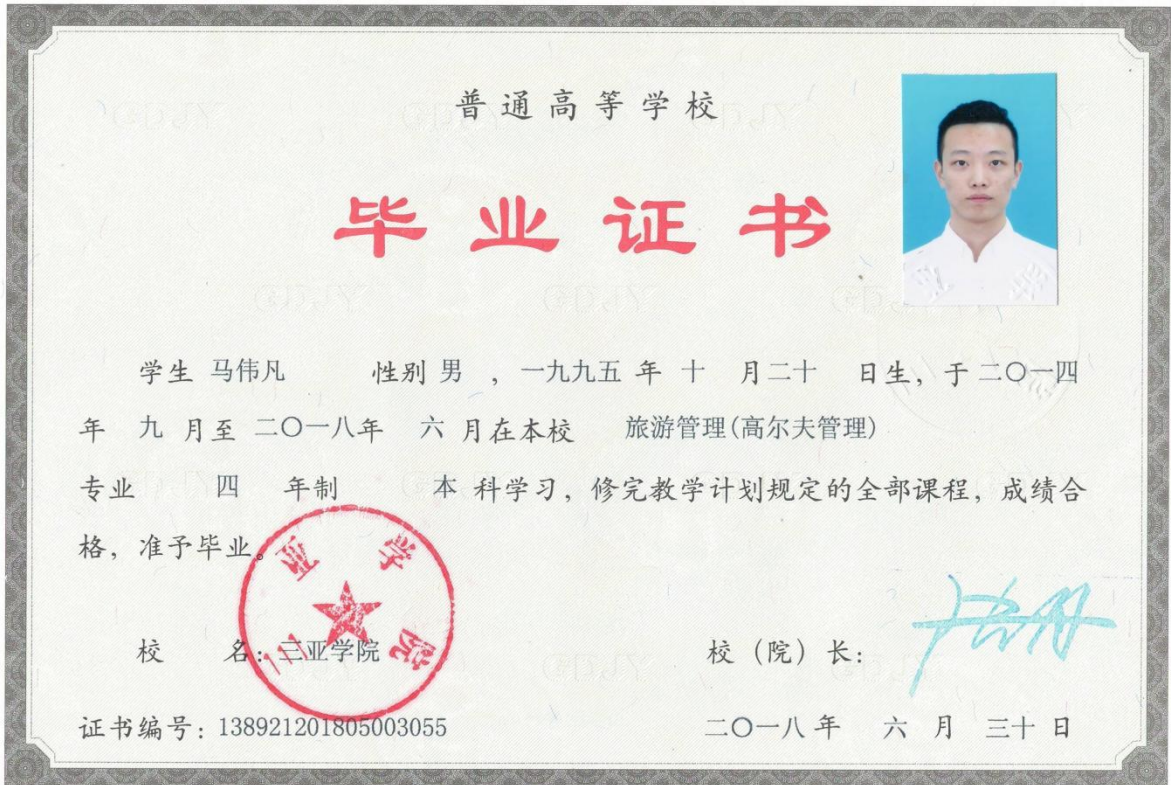 普通高等学校
毕业证书
学生 马伟凡 性别 男 ，一九九五 年 十 月二十 日生，于二〇一四
年 九 月至 二〇一八年 六 月在本校 旅游管理(高尔夫管理)
专业 四 年制 本 科学习，修完教学计划规定的全部课程，成绩合
格，准予毕业。
三亚学院
校 名：三亚学院 校（院）长：
证书编号：138921201805003055 二〇一八 年 六 月 三十 日